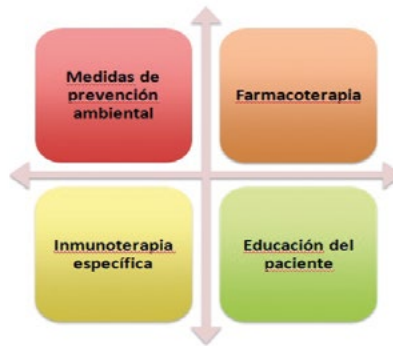 Medidas de
prevención
ambiental
Farmacoterapia
Inmunoterapia
específica
Educación del
paciente